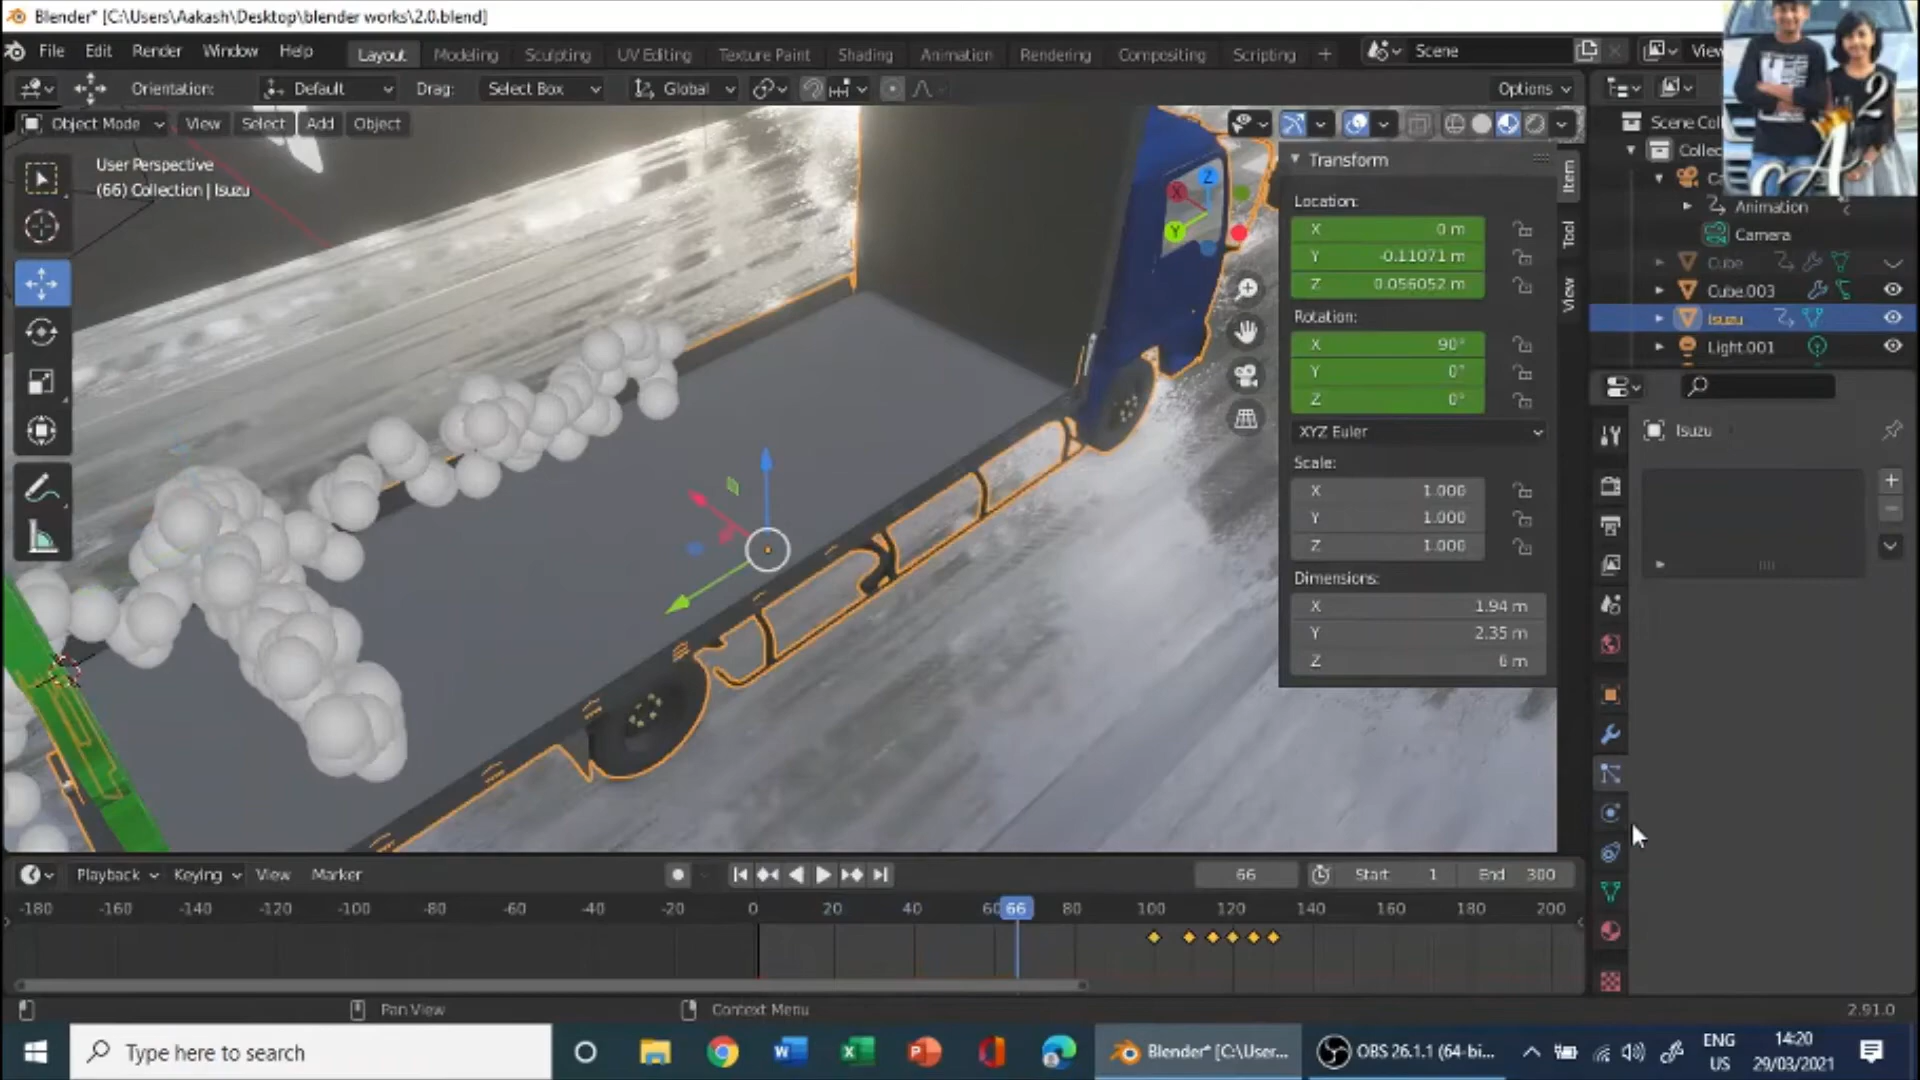 Blender* [C:\Users\Aakash\Desktop\blender works\2.0.blend]
File Edit Render Window Help Layout Modeling Sculpting UV Editing Texture Paint Shading Animation Rendering Compositing Scripting + Scene View
Orientation: Default Drag: Select Box Global Options
Object Mode View Select Add Object
User Perspective
(66) Collection | Isuzu
X
Y
Z
Transform
Location:
X 0 m
Y -0.11071 m
Z 0.056052 m
Rotation:
X 90°
Y 0°
Z 0°
XYZ Euler
Scale:
X 1.000
Y 1.000
Z 1.000
Dimensions:
X 1.94 m
Y 2.35 m
Z 6 m
Item
Tool
View
2
A
Scene Col
Collec
Ca
Animation
Camera
Cube
Cube.003
Isuzu
Light.001
Isuzu
Playback Keying View Marker 66 Start 1 End 300
-180 -160 -140 -120 -100 -80 -60 -40 -20 0 20 40 60 66 80 100 120 140 160 180 200
Pan View Context Menu 2.91.0
Type here to search
Blender* [C:\User...
OBS 26.1.1 (64-bi...
ENG
US
14:20
29/03/2021